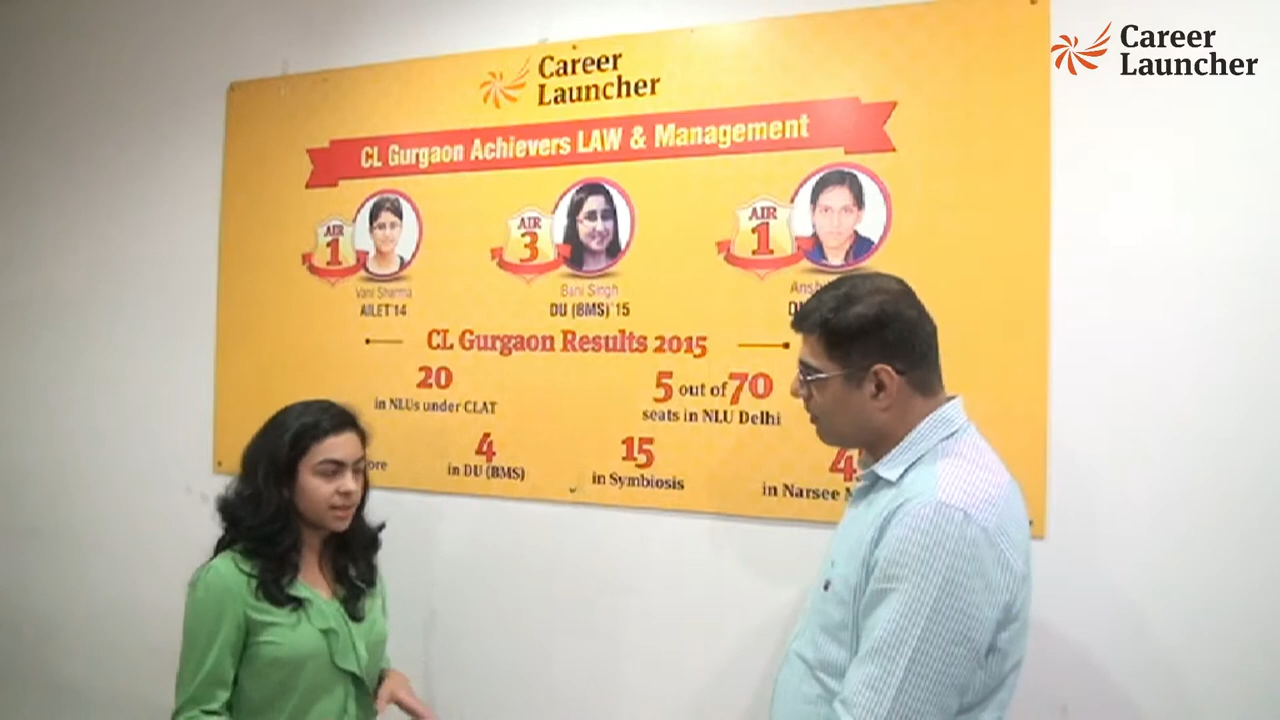 Career
Launcher
Career
Launcher
CL Gurgaon Achievers LAW & Management
AIR
1
AIR
3
AIR
1
Vani Sharma
AILET'14
Bani Singh
DU (BMS)'15
CL Gurgaon Results 2015
20
in NLUs under CLAT
5 out of 70
seats in NLU Delhi
4
in DU (BMS)
15
in Symbiosis
4
in Narsee